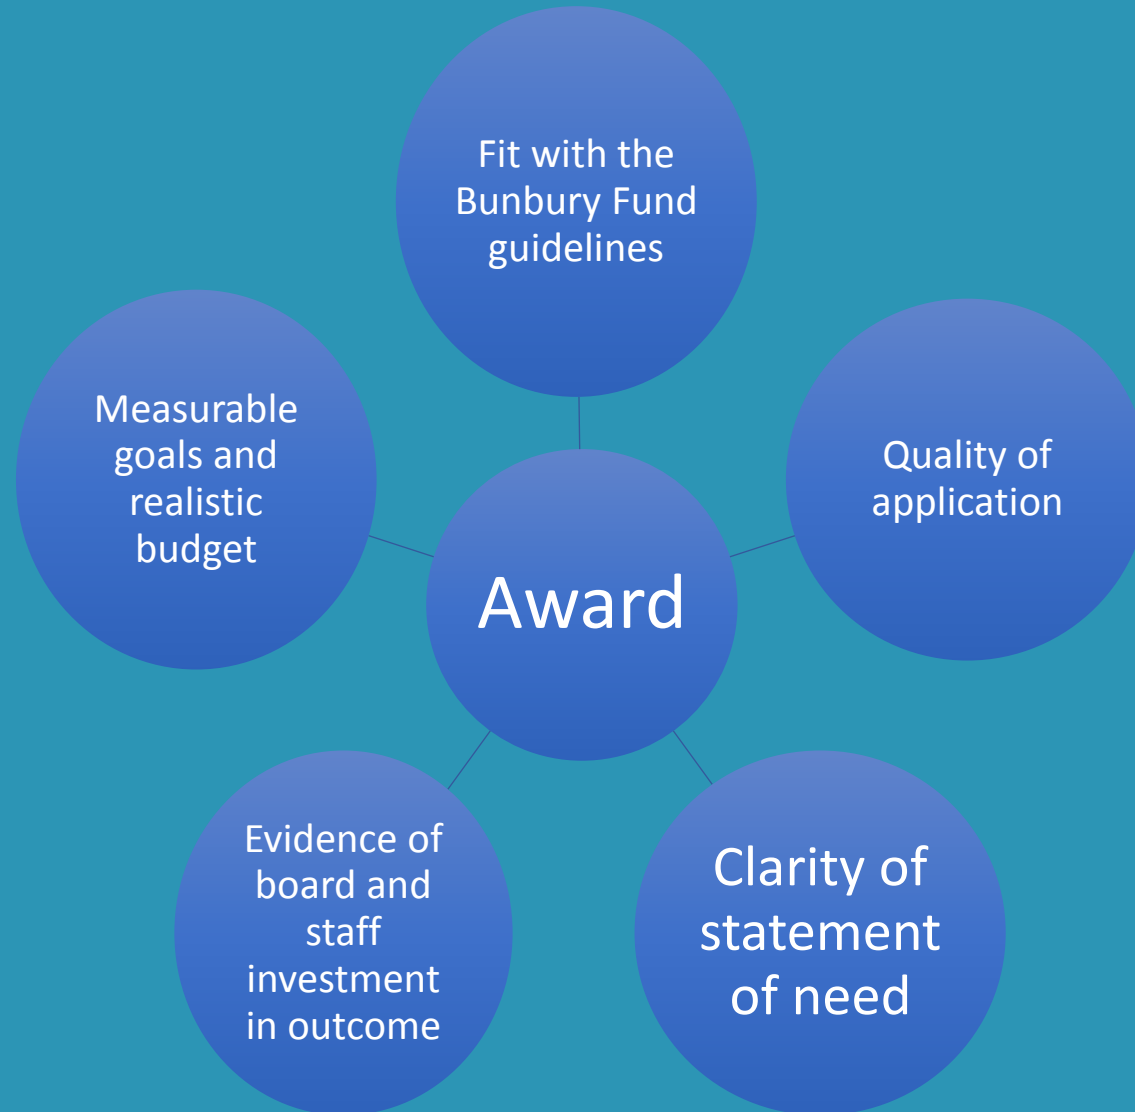 Fit with the
Bunbury Fund
guidelines
Measurable
goals and
realistic
budget
Quality of
application
Award
Evidence of
board and
staff
investment
in outcome
Clarity of
statement
of need